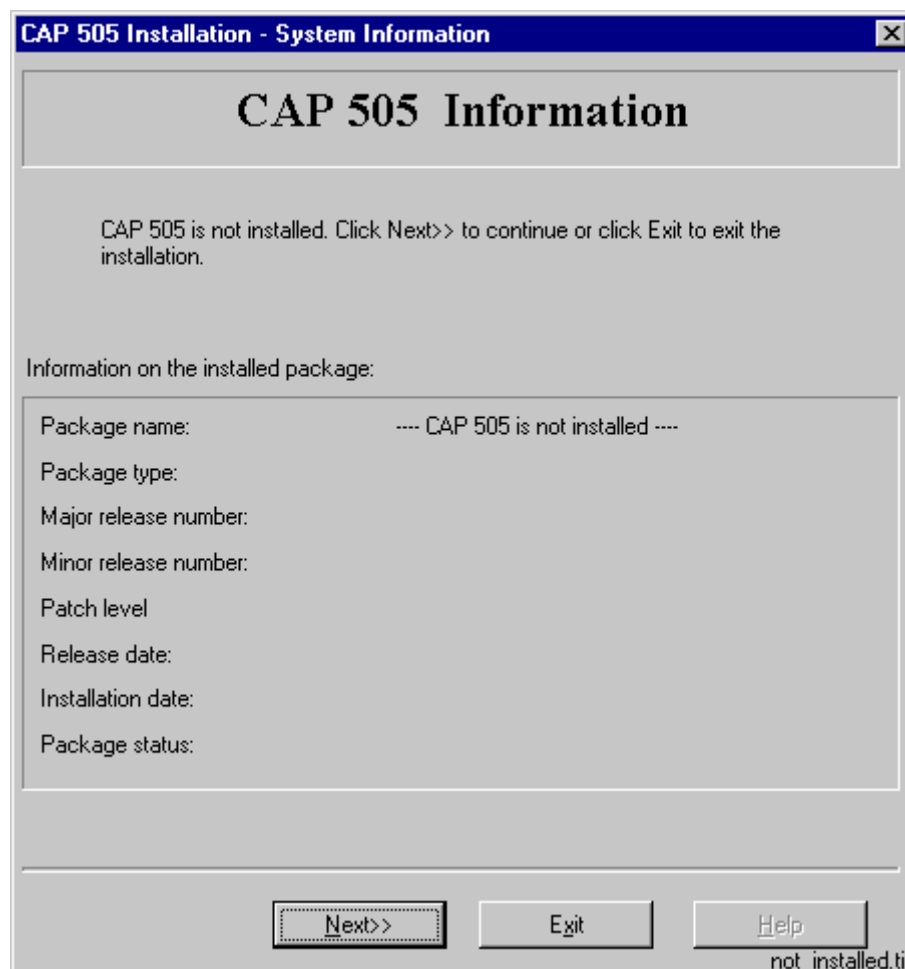 CAP 505 Installation - System Information
CAP 505 Information
CAP 505 is not installed. Click Next>> to continue or click Exit to exit the
installation.
Information on the installed package:
Package name: ---- CAP 505 is not installed ----
Package type:
Major release number:
Minor release number:
Patch level
Release date:
Installation date:
Package status:
Next>> Exit Help
not_installed.ti